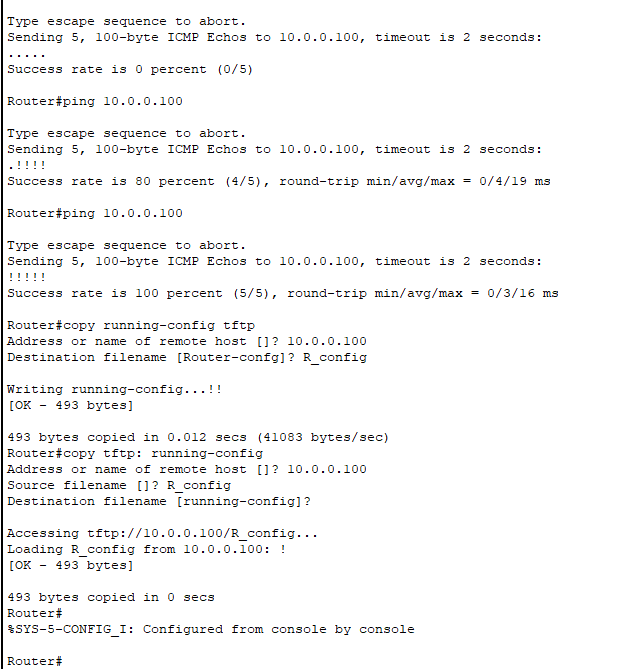 Type escape sequence to abort.
Sending 5, 100-byte ICMP Echos to 10.0.0.100, timeout is 2 seconds:
.....
Success rate is 0 percent (0/5)
Router#ping 10.0.0.100
Type escape sequence to abort.
Sending 5, 100-byte ICMP Echos to 10.0.0.100, timeout is 2 seconds:
.!!!!
Success rate is 80 percent (4/5), round-trip min/avg/max = 0/4/19 ms
Router#ping 10.0.0.100
Type escape sequence to abort.
Sending 5, 100-byte ICMP Echos to 10.0.0.100, timeout is 2 seconds:
!!!!!
Success rate is 100 percent (5/5), round-trip min/avg/max = 0/3/16 ms
Router#copy running-config tftp
Address or name of remote host []? 10.0.0.100
Destination filename [Router-confg]? R_config
Writing running-config...!!
[OK - 493 bytes]
493 bytes copied in 0.012 secs (41083 bytes/sec)
Router#copy tftp: running-config
Address or name of remote host []? 10.0.0.100
Source filename []? R_config
Destination filename [running-config]?
Accessing tftp://10.0.0.100/R_config...
Loading R_config from 10.0.0.100: !
[OK - 493 bytes]
493 bytes copied in 0 secs
Router#
%SYS-5-CONFIG_I: Configured from console by console
Router#